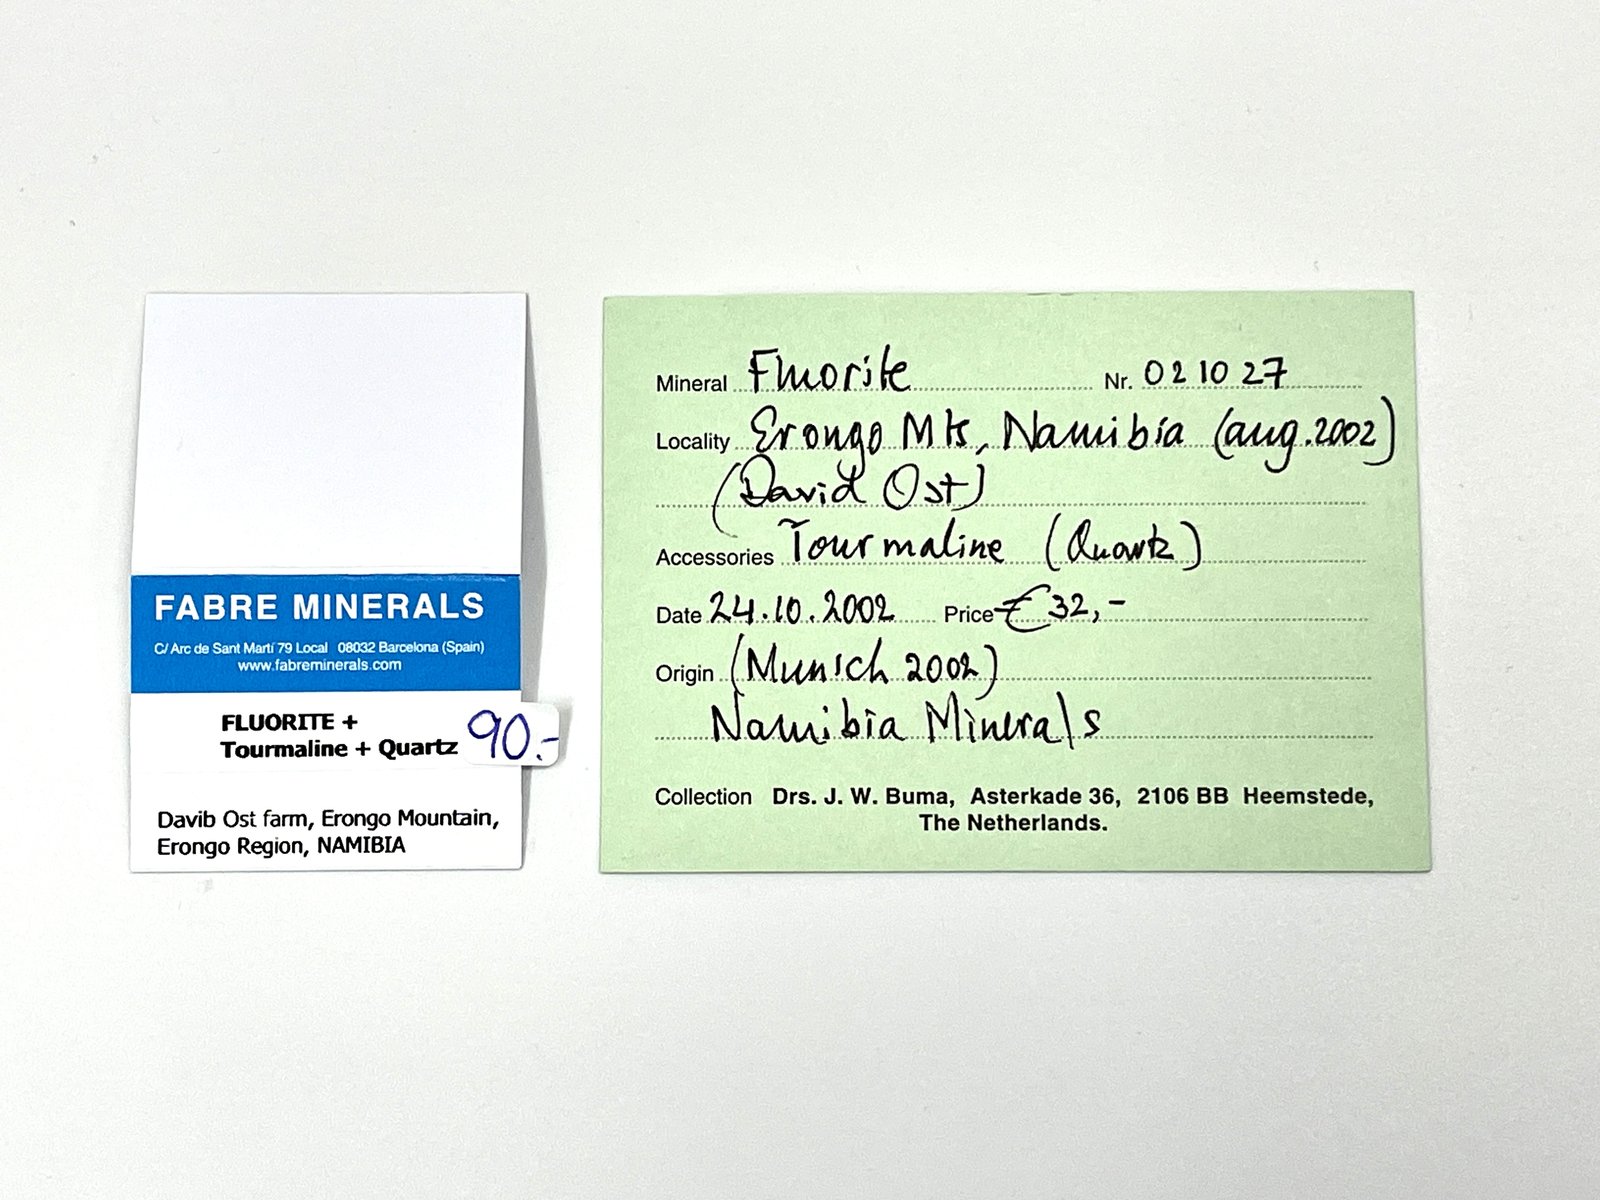 FABRE MINERALS
C/ Arc de Sant Martí 79 Local 08032 Barcelona (Spain)
www.fabreminerals.com
FLUORITE +
Tourmaline + Quartz
90.-
Davib Ost farm, Erongo Mountain,
Erongo Region, NAMIBIA
Mineral Fluorite Nr. 021027
Locality Erongo Mts, Namibia (aug.2002)
(David Ost)
Accessories Tourmaline (Quartz)
Date 24.10.2002 Price € 32,-
Origin (Munich 2002)
Namibia Minerals
Collection Drs. J. W. Buma, Asterkade 36, 2106 BB Heemstede,
The Netherlands.